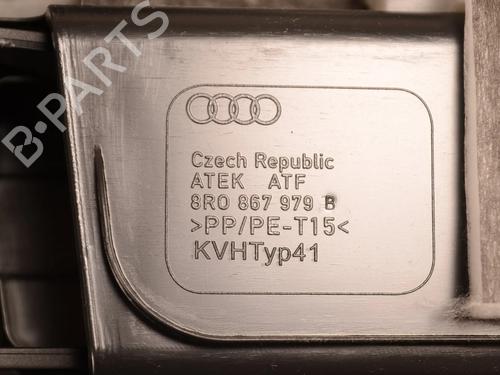 B-PARTS
Czech Republic
ATEK ATF
8R0 867 979 B
>PP/PE-T15<
KVHTyp41